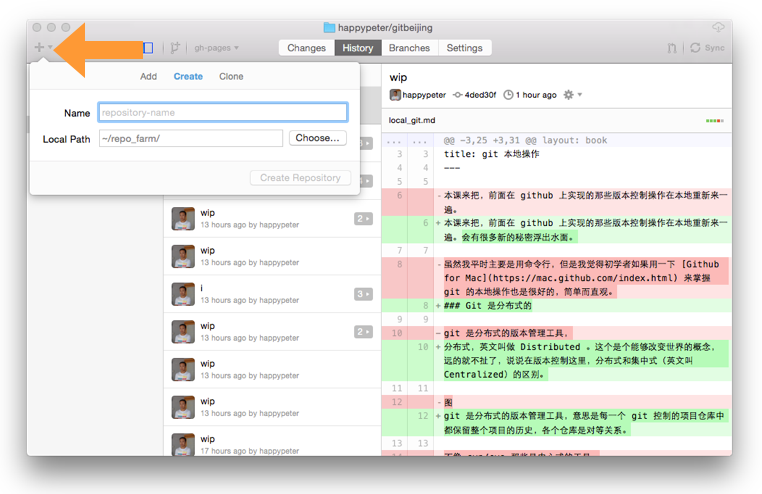 happypeter/gitbeijing
gh-pages
Changes
History
Branches
Settings
Sync
Add
Create
Clone
Name
repository-name
Local Path
~/repo_farm/
Choose...
Create Repository
wip
13 hours ago by happypeter
2
wip
13 hours ago by happypeter
i
13 hours ago by happypeter
3
wip
13 hours ago by happypeter
2
wip
13 hours ago by happypeter
wip
13 hours ago by happypeter
wip
17 hours ago by happypeter
wip
happypeter
4ded30f
1 hour ago
local_git.md
... ... @@ -3,25 +3,31 @@ layout: book
3 3 title: git 本地操作
4 4 ---
5 5
6 -本课来把,前面在 github 上实现的那些版本控制操作在本地重新来一
遍。
6 +本课来把,前面在 github 上实现的那些版本控制操作在本地重新来一
遍。会有很多新的秘密浮出水面。
7 7
8 -虽然我平时主要是用命令行,但是我觉得初学者如果用一下 [Github
for Mac](https://mac.github.com/index.html) 来掌握
git 的本地操作也是很好的,简单而直观。
8 +### Git 是分布式的
9 9
10 -git 是分布式的版本管理工具,
10 +分布式,英文叫做 Distributed 。这个是个能够改变世界的概念,
远的就不扯了,说说在版本控制这里,分布式和集中式(英文叫
Centralized)的区别。
11 11
12 -图
12 +git 是分布式的版本管理工具,意思是每一个 git 控制的项目仓库中
都保留整个项目的历史,各个仓库是对等关系。
13 13